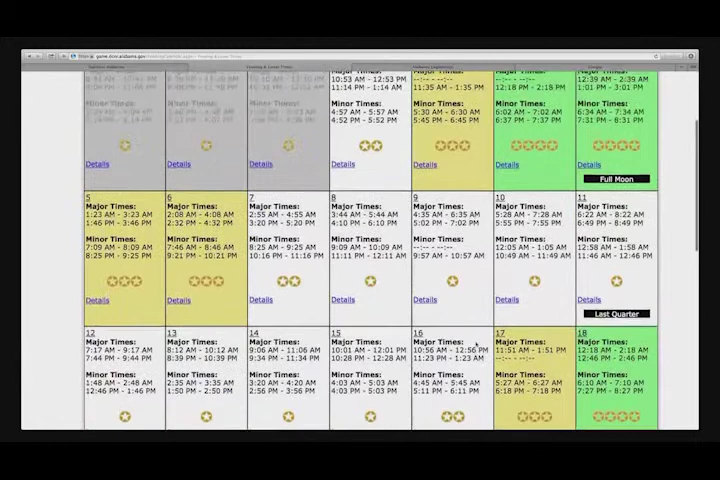 Major Times: Major Times:
10:53 AM - 12:53 PM 11:35 AM - 1:35 PM 12:18 PM - 2:18 PM 12:39 AM - 2:39 AM
11:14 PM - 1:14 AM 1:01 PM - 3:01 PM
Minor Times: Minor Times: Minor Times: Minor Times:
4:57 AM - 5:57 AM 5:30 AM - 6:30 AM 6:02 AM - 7:02 AM 6:34 AM - 7:34 AM
4:52 PM - 5:52 PM 5:45 PM - 6:45 PM 6:37 PM - 7:37 PM 7:31 PM - 8:31 PM
Details Details Details Details Details Details Details
Full Moon
5 6 7 8 9 10 11
Major Times: Major Times: Major Times: Major Times: Major Times: Major Times: Major Times:
1:23 AM - 3:23 AM 2:08 AM - 4:08 AM 2:55 AM - 4:55 AM 3:44 AM - 5:44 AM 4:35 AM - 6:35 AM 5:28 AM - 7:28 AM 6:22 AM - 8:22 AM
1:46 PM - 3:46 PM 2:32 PM - 4:32 PM 3:20 PM - 5:20 PM 4:10 PM - 6:10 PM 5:02 PM - 7:02 PM 5:55 PM - 7:55 PM 6:49 PM - 8:49 PM
Minor Times: Minor Times: Minor Times: Minor Times: Minor Times: Minor Times: Minor Times:
7:09 AM - 8:09 AM 7:46 AM - 8:46 AM 8:25 AM - 9:25 AM 9:09 AM - 10:09 AM --:-- - --:-- 12:05 AM - 1:05 AM 12:58 AM - 1:58 AM
8:25 PM - 9:25 PM 9:21 PM - 10:21 PM 10:16 PM - 11:16 PM 11:11 PM - 12:11 AM 9:57 AM - 10:57 AM 10:49 AM - 11:49 AM 11:46 AM - 12:46 PM
Details Details Details Details Details Details Details
Last Quarter
12 13 14 15 16 17 18
Major Times: Major Times: Major Times: Major Times: Major Times: Major Times: Major Times:
7:17 AM - 9:17 AM 8:12 AM - 10:12 AM 9:06 AM - 11:06 AM 10:01 AM - 12:01 PM 10:56 AM - 12:56 PM 11:51 AM - 1:51 PM 12:18 AM - 2:18 AM
7:44 PM - 9:44 PM 8:39 PM - 10:39 PM 9:34 PM - 11:34 PM 10:28 PM - 12:28 AM 11:23 PM - 1:23 AM --:-- - --:-- 12:46 PM - 2:46 PM
Minor Times: Minor Times: Minor Times: Minor Times: Minor Times: Minor Times: Minor Times:
1:48 AM - 2:48 AM 2:35 AM - 3:35 AM 3:20 AM - 4:20 AM 4:03 AM - 5:03 AM 4:45 AM - 5:45 AM 5:27 AM - 6:27 AM 6:10 AM - 7:10 AM
12:46 PM - 1:46 PM 1:50 PM - 2:50 PM 2:56 PM - 3:56 PM 4:03 PM - 5:03 PM 5:11 PM - 6:11 PM 6:18 PM - 7:18 PM 7:27 PM - 8:27 PM